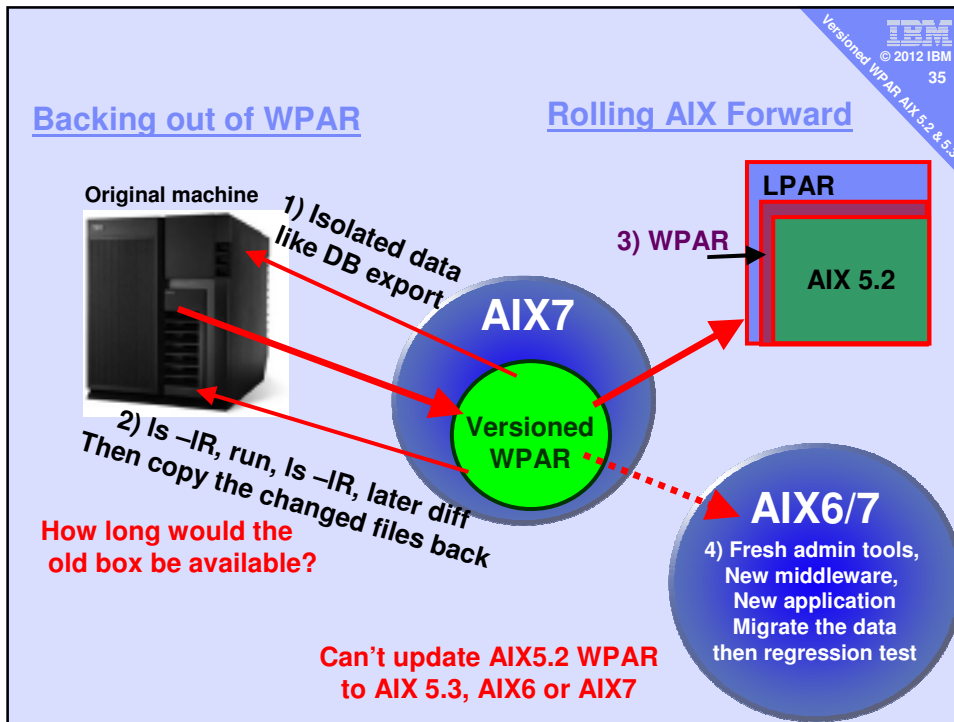 IBM
© 2012 IBM
35
Versioned WPAR AIX 5.2 & 5.3
Backing out of WPAR
Rolling AIX Forward
Original machine
1) Isolated data
like DB export
LPAR
3) WPAR
AIX 5.2
AIX7
Versioned
WPAR
2) ls –lR, run, ls –lR, later diff
Then copy the changed files back
How long would the
old box be available?
AIX6/7
4) Fresh admin tools,
New middleware,
New application
Migrate the data
then regression test
Can't update AIX5.2 WPAR
to AIX 5.3, AIX6 or AIX7